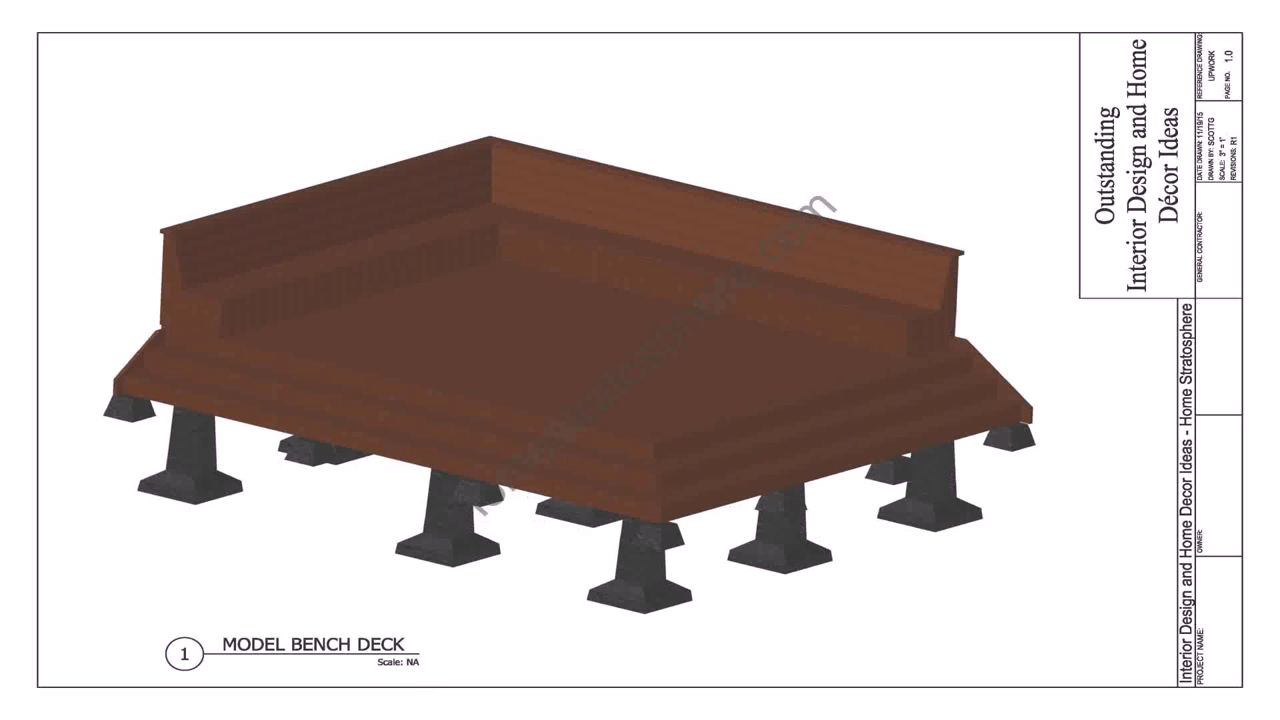 Outstanding
Interior Design and Home
Décor Ideas
REFERENCE DRAWING:
UPWORK
PAGE NO. 1.0
DATE DRAWN: 11/19/15
DRAWN BY: SCOTTG
SCALE: 3" = 1'
REVISIONS: R1
GENERAL CONTRACTOR:
Interior Design and Home Decor Ideas - Home Stratosphere
OWNER:
PROJECT NAME:
1
MODEL BENCH DECK
Scale: NA